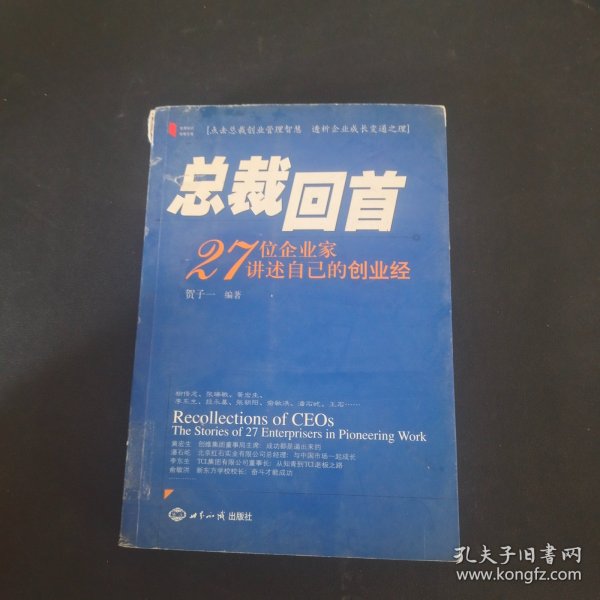 [点击总裁创业管理智慧 透析企业成长变通之理]
总裁回首
27位企业家
讲述自己的创业经
贺子一 编著
柳传志、张瑞敏、黄宏生、
李东生、段永基、张朝阳、俞敏洪、潘石屹、王石……
Recollections of CEOs
The Stories of 27 Enterprisers in Pioneering Work
黄宏生 创维集团董事局主席：成功都是逼出来的
潘石屹 北京红石实业有限公司总经理：与中国市场一起成长
李东生 TCL集团有限公司董事长：从知青到TCL老板之路
俞敏洪 新东方学校校长：奋斗才能成功
世界知识出版社
孔夫子旧书网
www.kongfz.com